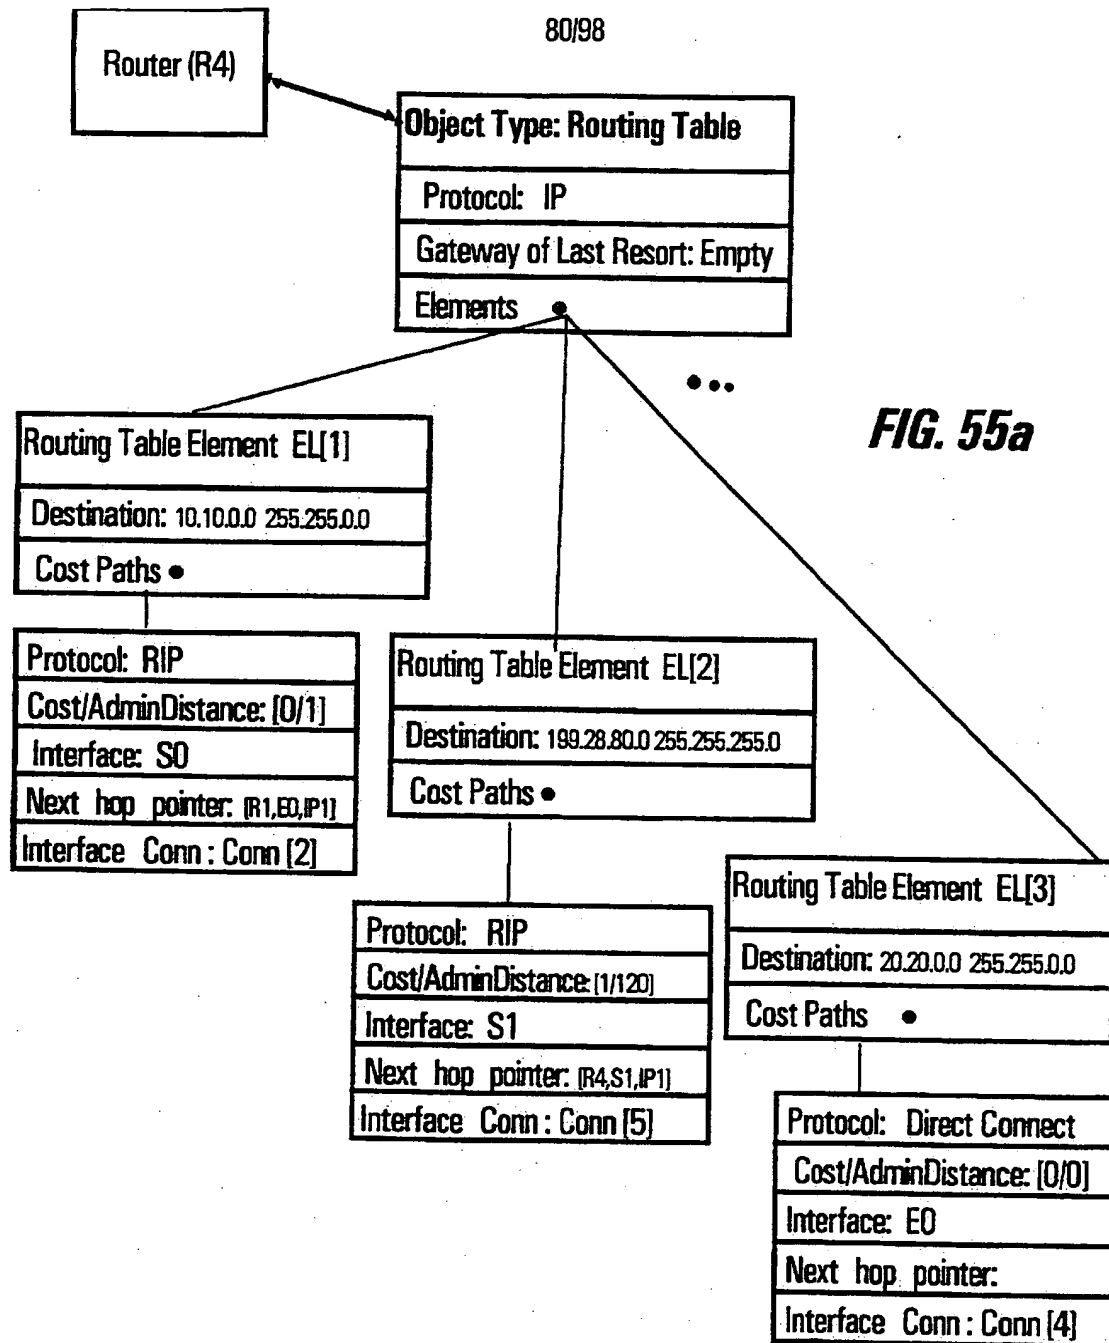 80/98
Router (R4)
Object Type: Routing Table
Protocol: IP
Gateway of Last Resort: Empty
Elements
FIG. 55a
Routing Table Element EL[1]
Destination: 10.10.0.0 255.255.0.0
Cost Paths
Protocol: RIP
Cost/AdminDistance: [0/1]
Interface: S0
Next hop pointer: [R1,E0,IP1]
Interface Conn : Conn [2]
Routing Table Element EL[2]
Destination: 199.28.80.0 255.255.255.0
Cost Paths
Protocol: RIP
Cost/AdminDistance: [1/120]
Interface: S1
Next hop pointer: [R4,S1,IP1]
Interface Conn : Conn [5]
Routing Table Element EL[3]
Destination: 20.20.0.0 255.255.0.0
Cost Paths
Protocol: Direct Connect
Cost/AdminDistance: [0/0]
Interface: E0
Next hop pointer:
Interface Conn : Conn [4]